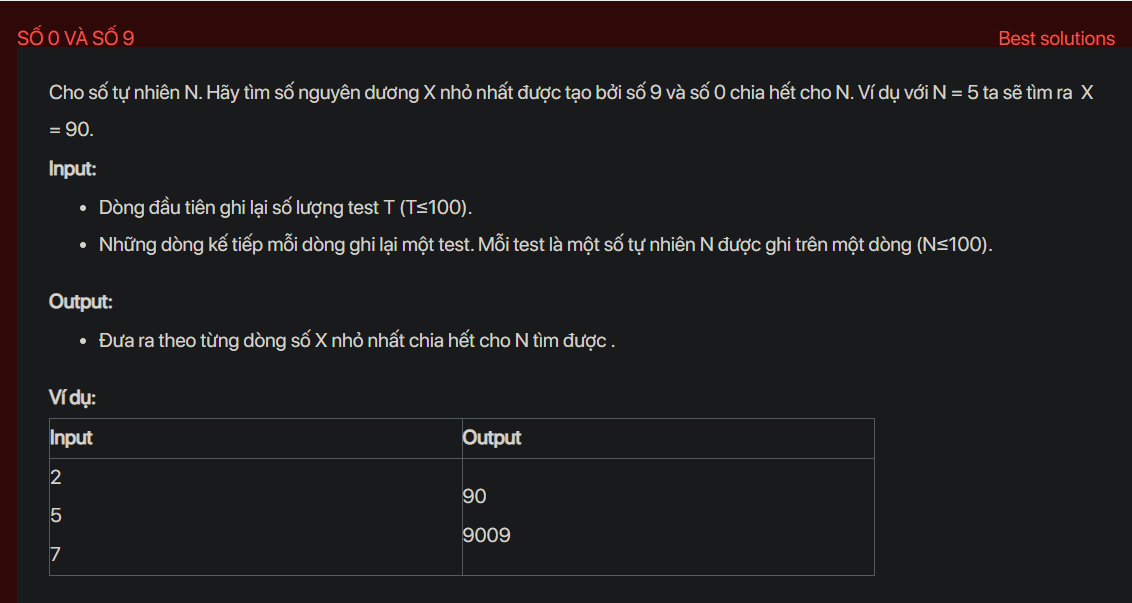 SỐ 0 VÀ SỐ 9
Best solutions
Cho số tự nhiên N. Hãy tìm số nguyên dương X nhỏ nhất được tạo bởi số 9 và số 0 chia hết cho N. Ví dụ với N = 5 ta sẽ tìm ra X
= 90.
Input:
• Dòng đầu tiên ghi lại số lượng test T (T≤100).
• Những dòng kế tiếp mỗi dòng ghi lại một test. Mỗi test là một số tự nhiên N được ghi trên một dòng (N≤100).
Output:
• Đưa ra theo từng dòng số X nhỏ nhất chia hết cho N tìm được .
Ví dụ:
Input
Output
2
5
7
90
9009